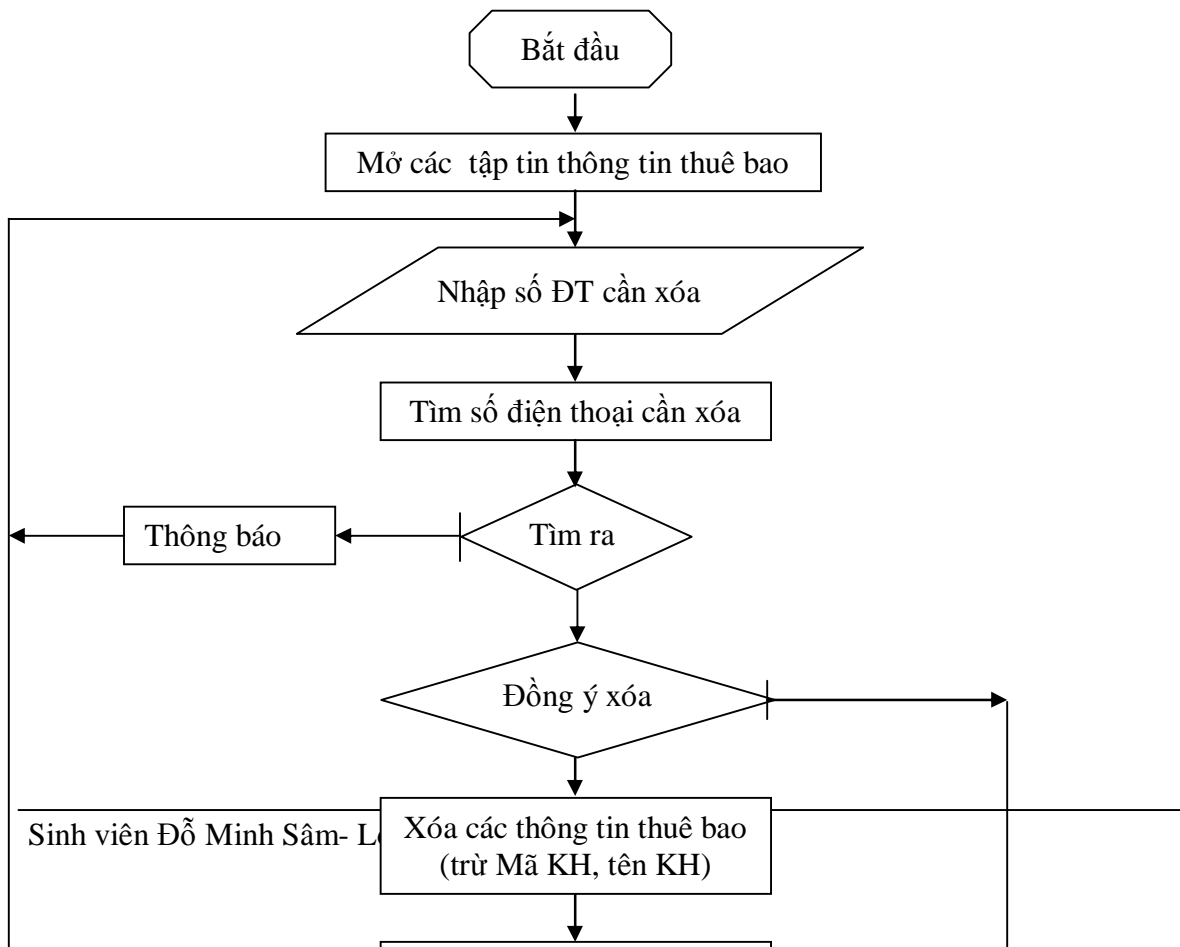 Bắt đầu
Mở các tập tin thông tin thuê bao
Nhập số ĐT cần xóa
Tìm số điện thoại cần xóa
Thông báo
Tìm ra
Đồng ý xóa
Sinh viên Đỗ Minh Sâm-
Xóa các thông tin thuê bao
(trừ Mã KH, tên KH)